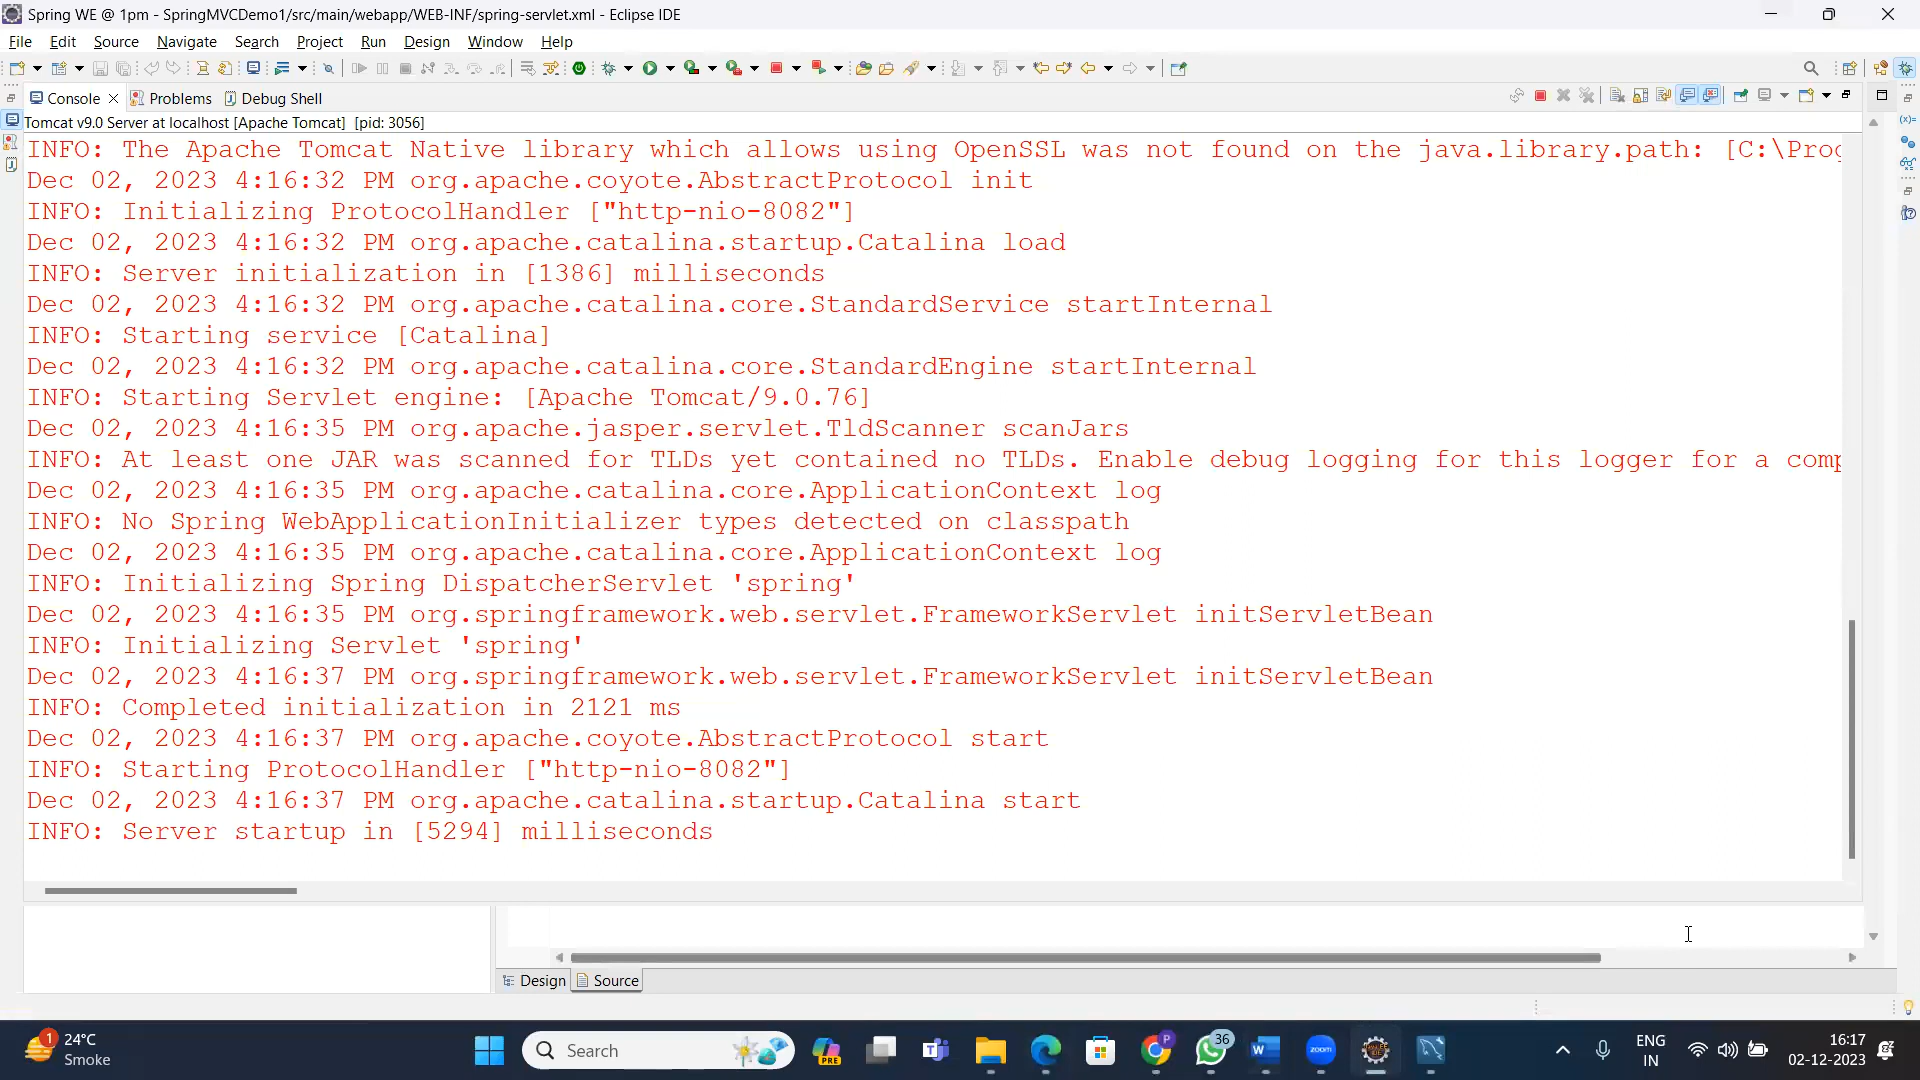 Spring WE @ 1pm - SpringMVCDemo1/src/main/webapp/WEB-INF/spring-servlet.xml - Eclipse IDE
File Edit Source Navigate Search Project Run Design Window Help
Console Problems Debug Shell
Tomcat v9.0 Server at localhost [Apache Tomcat] [pid: 3056]
INFO: The Apache Tomcat Native library which allows using OpenSSL was not found on the java.library.path: [C:\Prog
Dec 02, 2023 4:16:32 PM org.apache.coyote.AbstractProtocol init
INFO: Initializing ProtocolHandler ["http-nio-8082"]
Dec 02, 2023 4:16:32 PM org.apache.catalina.startup.Catalina load
INFO: Server initialization in [1386] milliseconds
Dec 02, 2023 4:16:32 PM org.apache.catalina.core.StandardService startInternal
INFO: Starting service [Catalina]
Dec 02, 2023 4:16:32 PM org.apache.catalina.core.StandardEngine startInternal
INFO: Starting Servlet engine: [Apache Tomcat/9.0.76]
Dec 02, 2023 4:16:35 PM org.apache.jasper.servlet.TldScanner scanJars
INFO: At least one JAR was scanned for TLDs yet contained no TLDs. Enable debug logging for this logger for a comp
Dec 02, 2023 4:16:35 PM org.apache.catalina.core.ApplicationContext log
INFO: No Spring WebApplicationInitializer types detected on classpath
Dec 02, 2023 4:16:35 PM org.apache.catalina.core.ApplicationContext log
INFO: Initializing Spring DispatcherServlet 'spring'
Dec 02, 2023 4:16:35 PM org.springframework.web.servlet.FrameworkServlet initServletBean
INFO: Initializing Servlet 'spring'
Dec 02, 2023 4:16:37 PM org.springframework.web.servlet.FrameworkServlet initServletBean
INFO: Completed initialization in 2121 ms
Dec 02, 2023 4:16:37 PM org.apache.coyote.AbstractProtocol start
INFO: Starting ProtocolHandler ["http-nio-8082"]
Dec 02, 2023 4:16:37 PM org.apache.catalina.startup.Catalina start
INFO: Server startup in [5294] milliseconds
Design Source
1 24°C
Smoke
Search
PRE
P
36
zoom
ENG
IN
16:17
02-12-2023